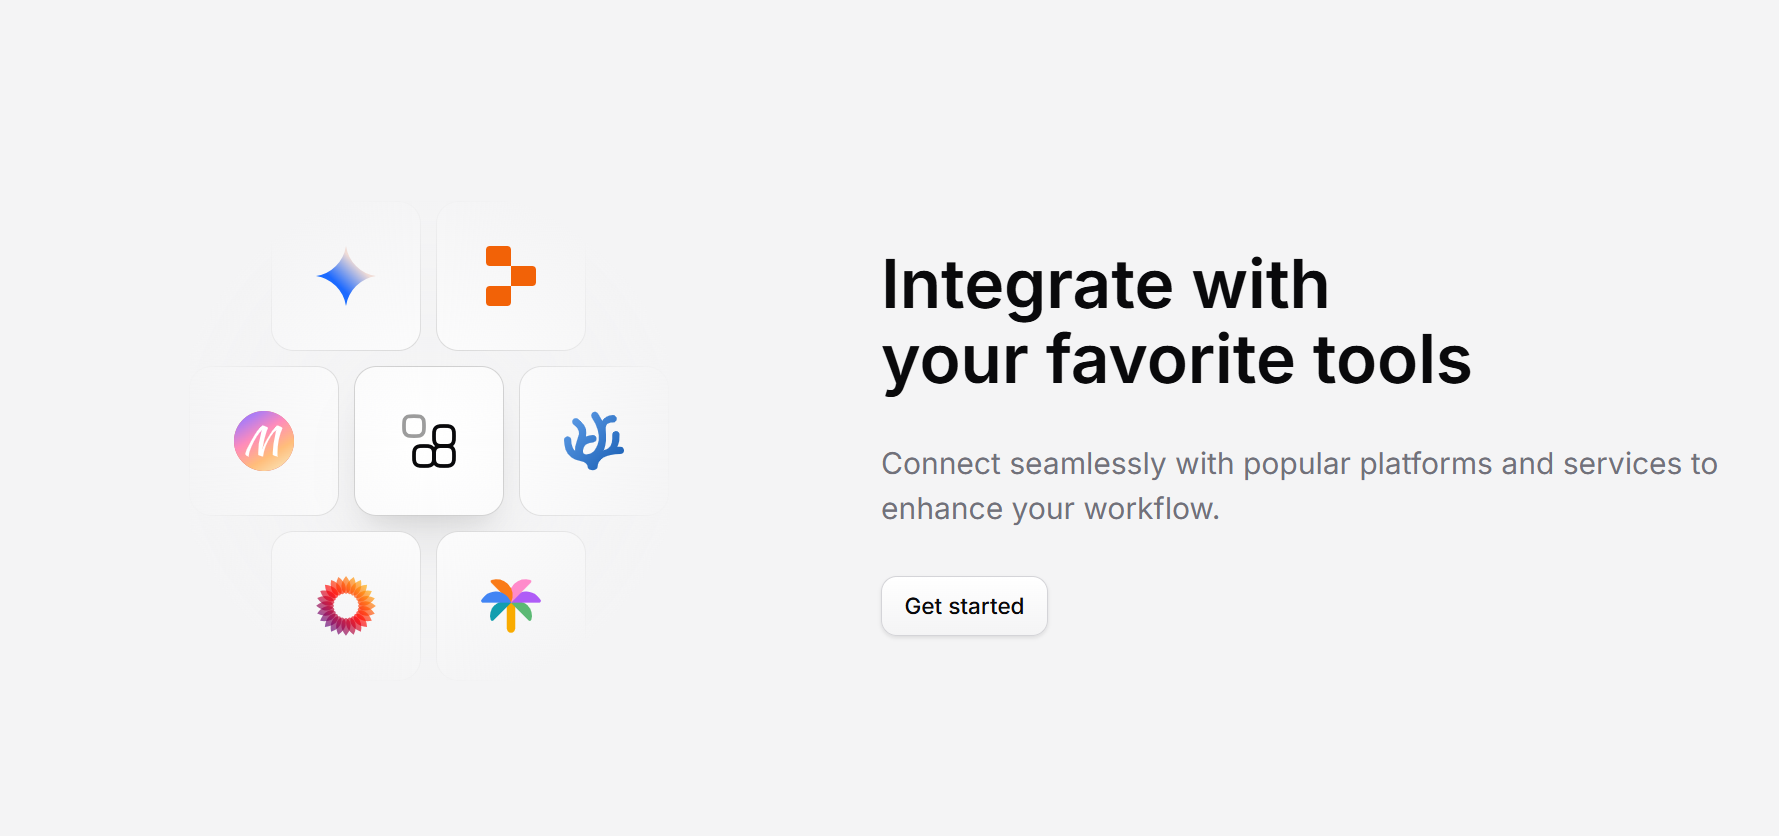 Integrate with
your favorite tools
Connect seamlessly with popular platforms and services to
enhance your workflow.
Get started